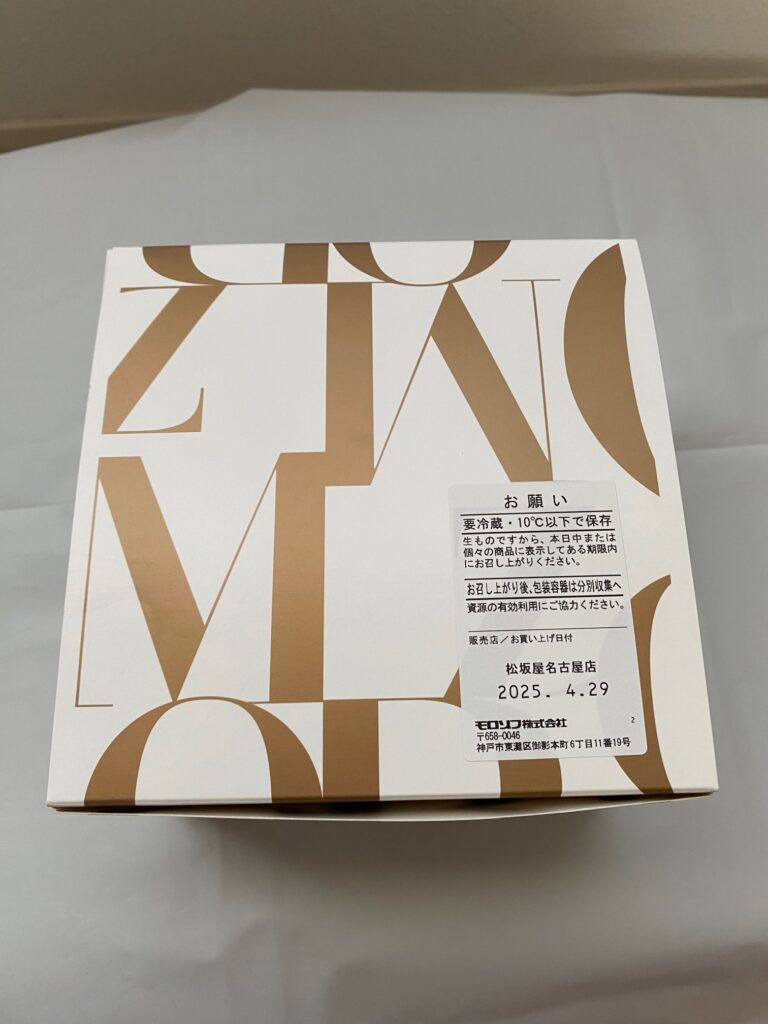 お願い
要冷蔵・10℃以下で保存
生ものですから、本日中または
個々の商品に表示してある期限内
にお召し上がりください。
お召し上がり後、包装容器は分別収集へ
資源の有効利用にご協力ください。
販売店/お買い上げ日付
松坂屋名古屋店
2025. 4.29
モロゾフ株式会社
2
〒658-0046
神戸市東灘区御影本町6丁目11番19号